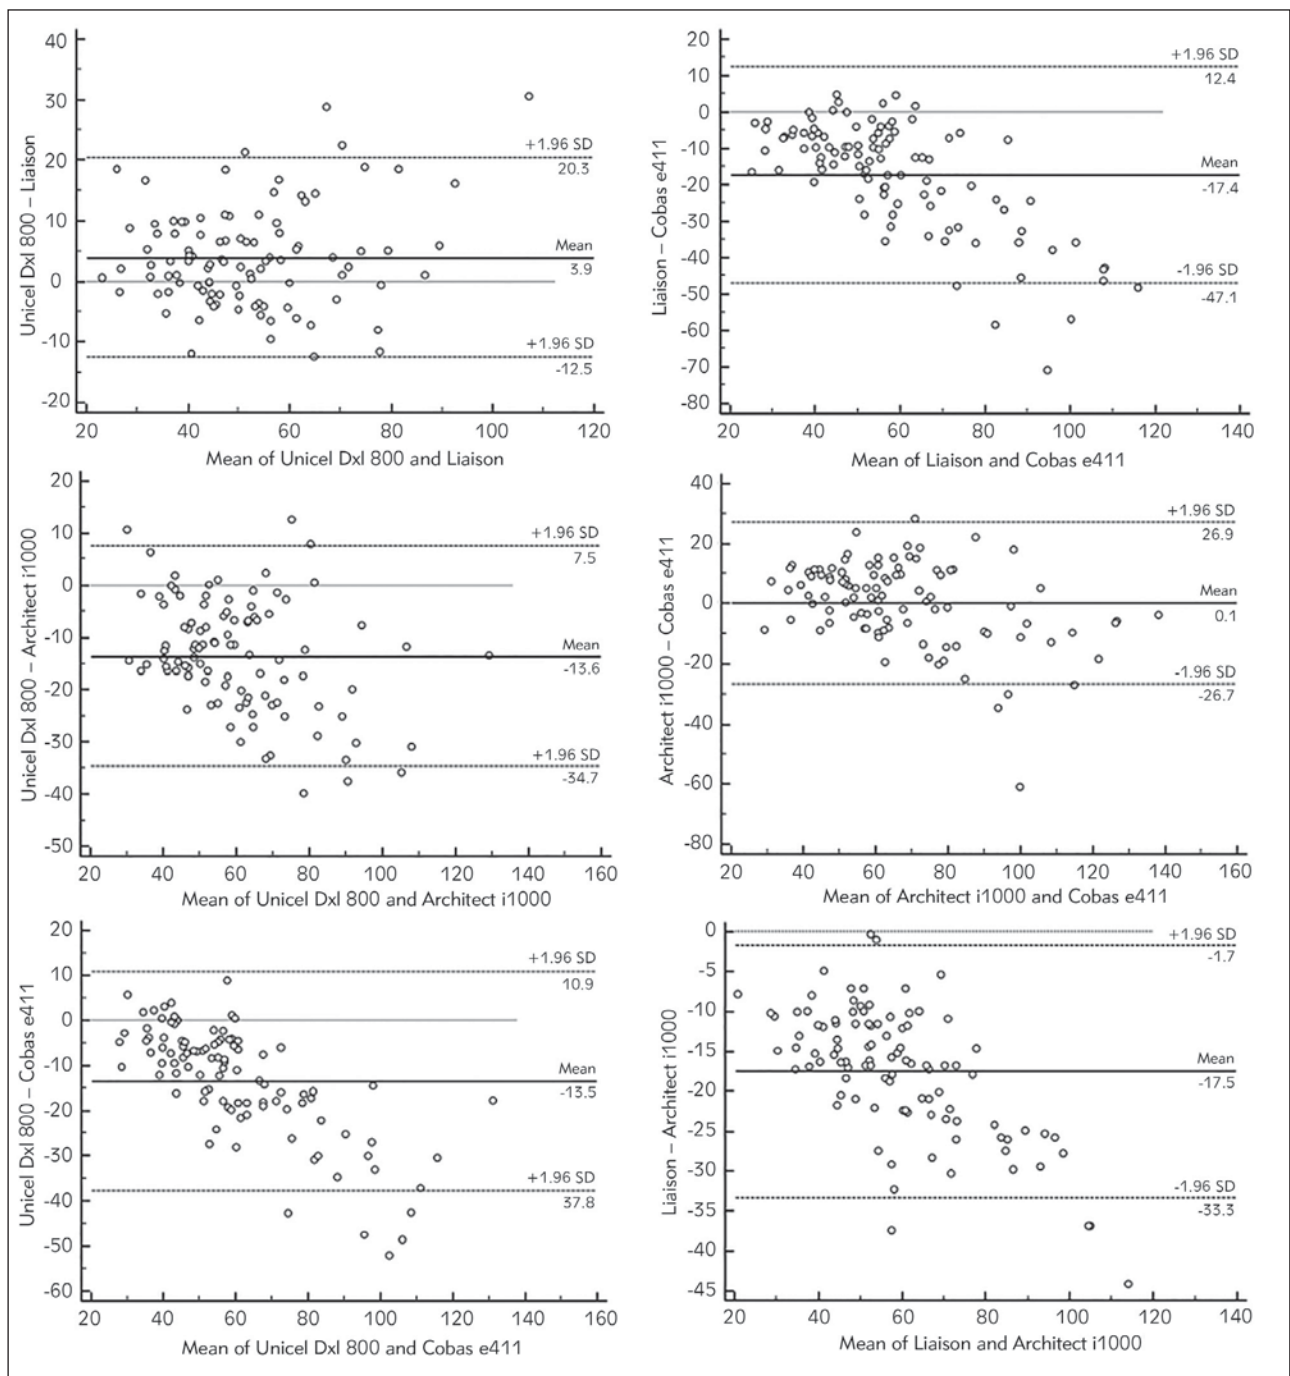 40
30
20
10
0
-10
-20
Unicel DxI 800 – Liaison
+1.96 SD
20.3
Mean
3.9
+1.96 SD
-12.5
20 40 60 80 100 120
Mean of Unicel DxI 800 and Liaison
20
10
0
-10
-20
-30
-40
-50
-60
-70
-80
Liaison – Cobas e411
+1.96 SD
12.4
Mean
-17.4
-1.96 SD
-47.1
20 40 60 80 100 120 140
Mean of Liaison and Cobas e411
20
10
0
-10
-20
-30
-40
-50
Unicel DxI 800 – Architect i1000
+1.96 SD
7.5
Mean
-13.6
+1.96 SD
-34.7
20 40 60 80 100 120 140 160
Mean of Unicel DxI 800 and Architect i1000
40
20
0
-20
-40
-60
-80
Architect i1000 – Cobas e411
+1.96 SD
26.9
Mean
0.1
-1.96 SD
-26.7
20 40 60 80 100 120 140 160
Mean of Architect i1000 and Cobas e411
20
10
0
-10
-20
-30
-40
-50
-60
Unicel DxI 800 – Cobas e411
+1.96 SD
10.9
Mean
-13.5
+1.96 SD
37.8
20 40 60 80 100 120 140 160
Mean of Unicel DxI 800 and Cobas e411
0
-5
-10
-15
-20
-25
-30
-35
-40
-45
Liaison – Architect i1000
+1.96 SD
-1.7
Mean
-17.5
-1.96 SD
-33.3
20 40 60 80 100 120 140
Mean of Liaison and Architect i1000